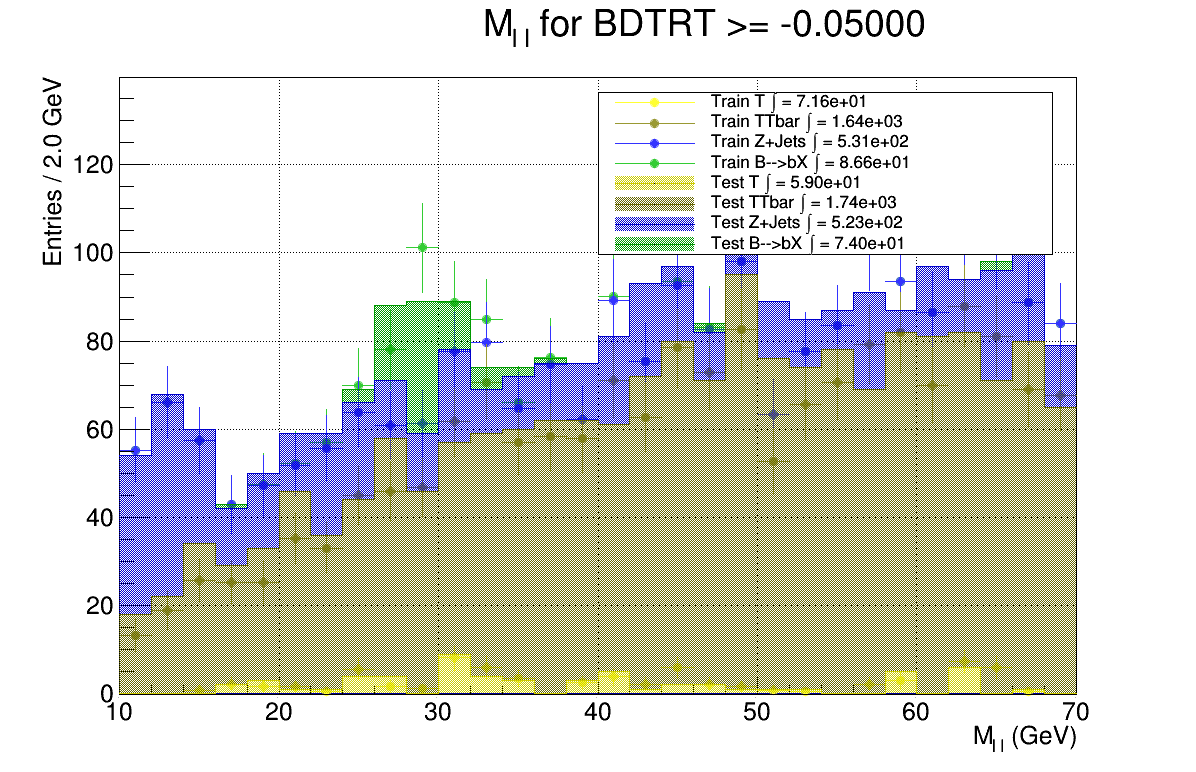 M_ll for BDTRT >= -0.05000
Entries / 2.0 GeV
Train T ∫ = 7.16e+01
Train TTbar ∫ = 1.64e+03
Train Z+Jets ∫ = 5.31e+02
Train B-->bX ∫ = 8.66e+01
Test T ∫ = 5.90e+01
Test TTbar ∫ = 1.74e+03
Test Z+Jets ∫ = 5.23e+02
Test B-->bX ∫ = 7.40e+01
120
100
80
60
40
20
0
10 20 30 40 50 60 70
M_ll (GeV)